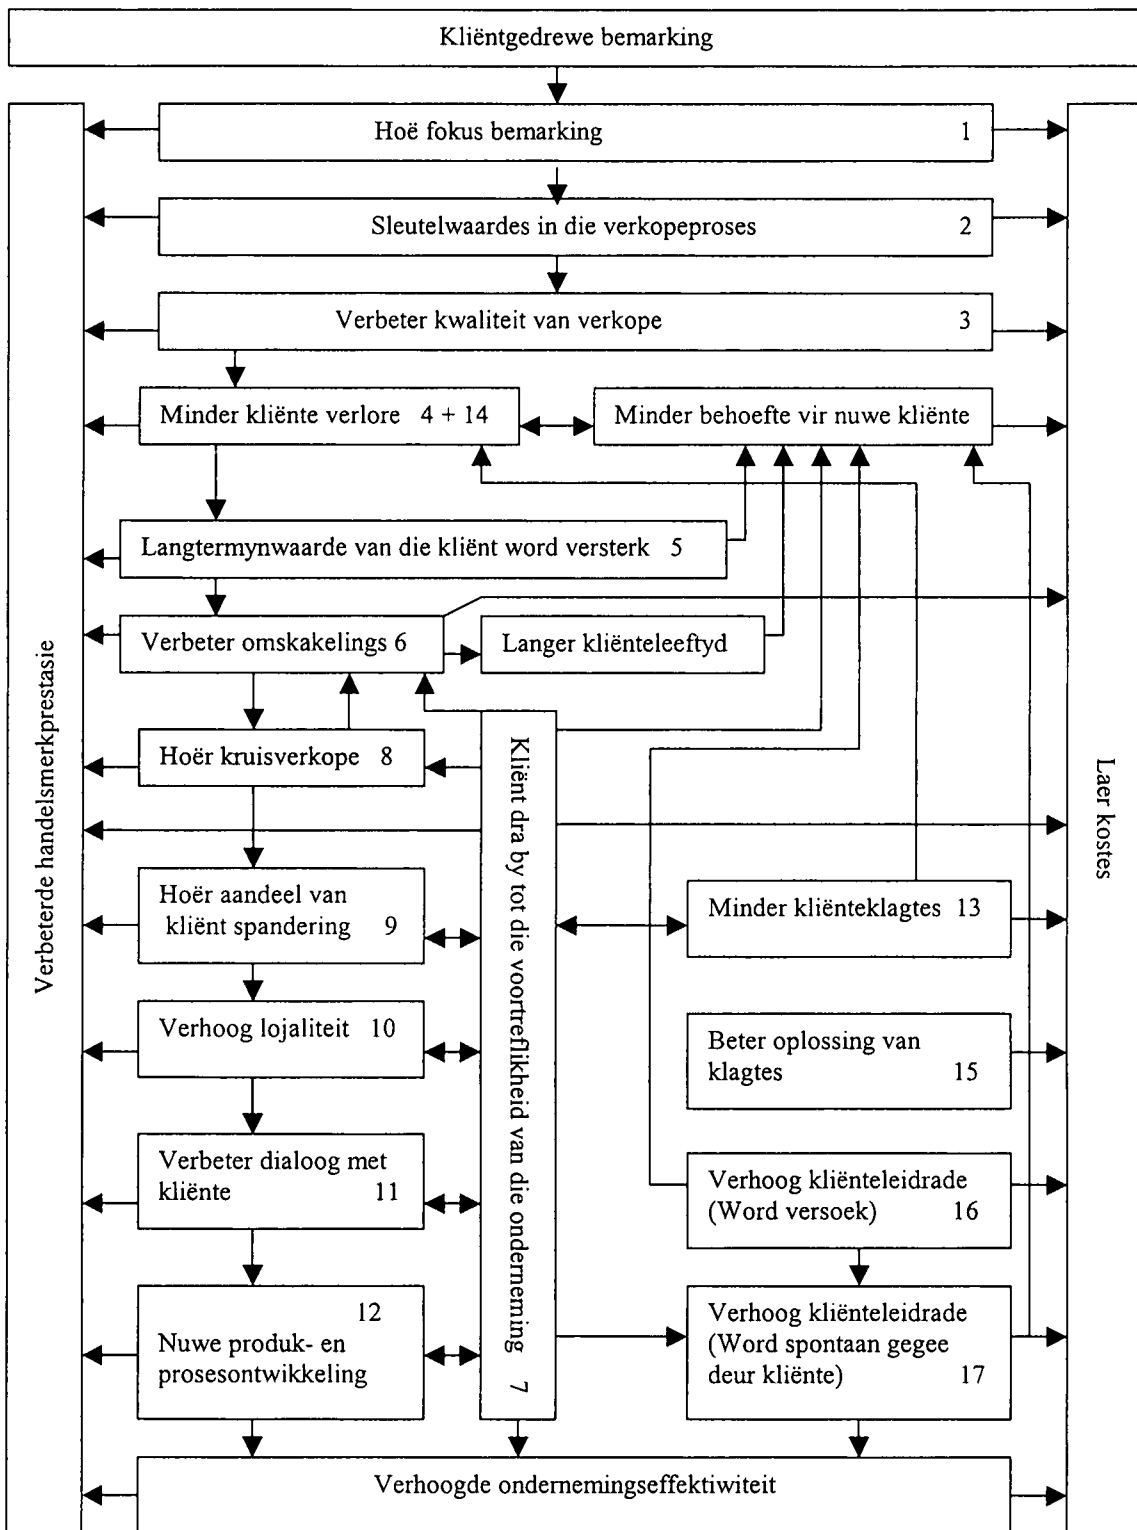 Kliëntgedrewe bemarking
Hoë fokus bemarking 1
Sleutelwaardes in die verkopeproses 2
Verbeter kwaliteit van verkope 3
Minder kliënte verlore 4 + 14
Minder behoefte vir nuwe kliënte
Langtermynwaarde van die kliënt word versterk 5
Verbeter omskakelings 6
Langer kliënteleeftyd
Hoër kruisverkope 8
Hoër aandeel van
kliënt spandering 9
Verhoog lojaliteit 10
Verbeter dialoog met
kliënte 11
12
Nuwe produk- en
prosesontwikkeling
Kliënt dra by tot die voortreflikheid van die onderneming 7
Minder kliënteklagtes 13
Beter oplossing van
klagtes 15
Verhoog kliënteleidrade
(Word versoek) 16
Verhoog kliënteleidrade
(Word spontaan gegee
deur kliënte) 17
Verbeterde handelsmerkprestasie
Laer kostes
Verhoogde ondernemingseffektiwiteit